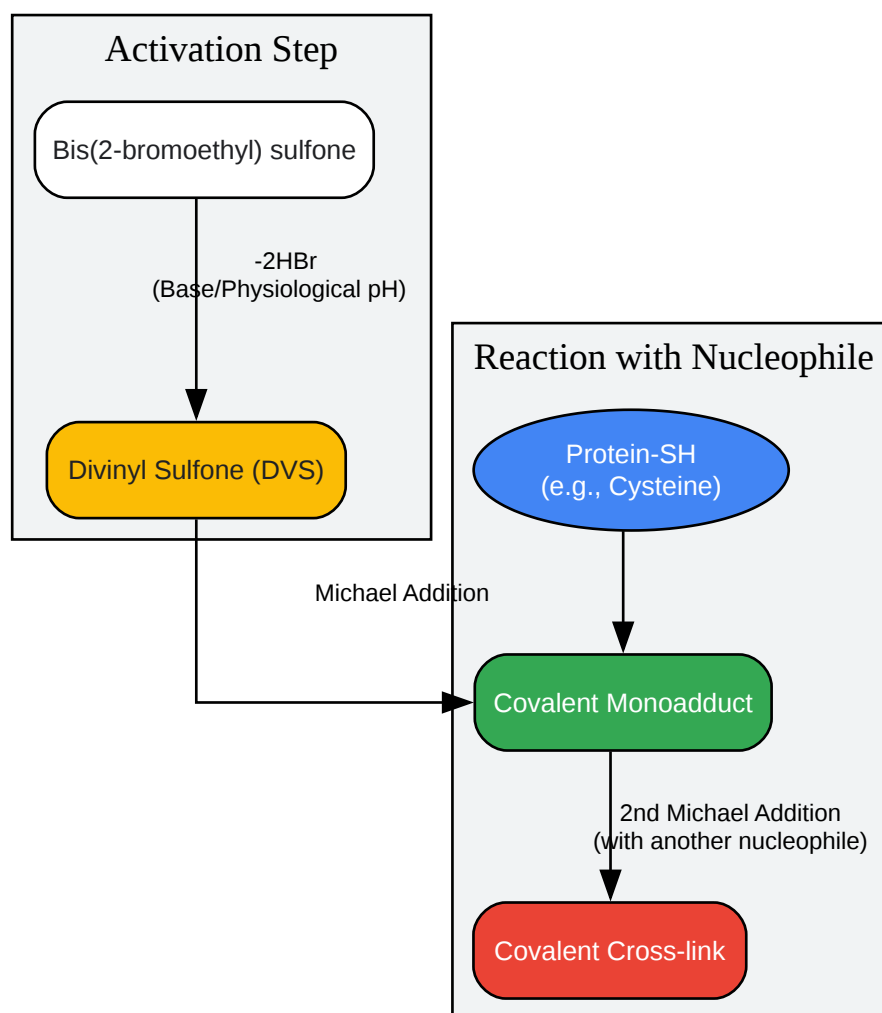 Activation Step
Bis(2-bromoethyl) sulfone
-2HBr
(Base/Physiological pH)
Divinyl Sulfone (DVS)
Michael Addition
Reaction with Nucleophile
Protein-SH
(e.g., Cysteine)
Covalent Monoadduct
2nd Michael Addition
(with another nucleophile)
Covalent Cross-link